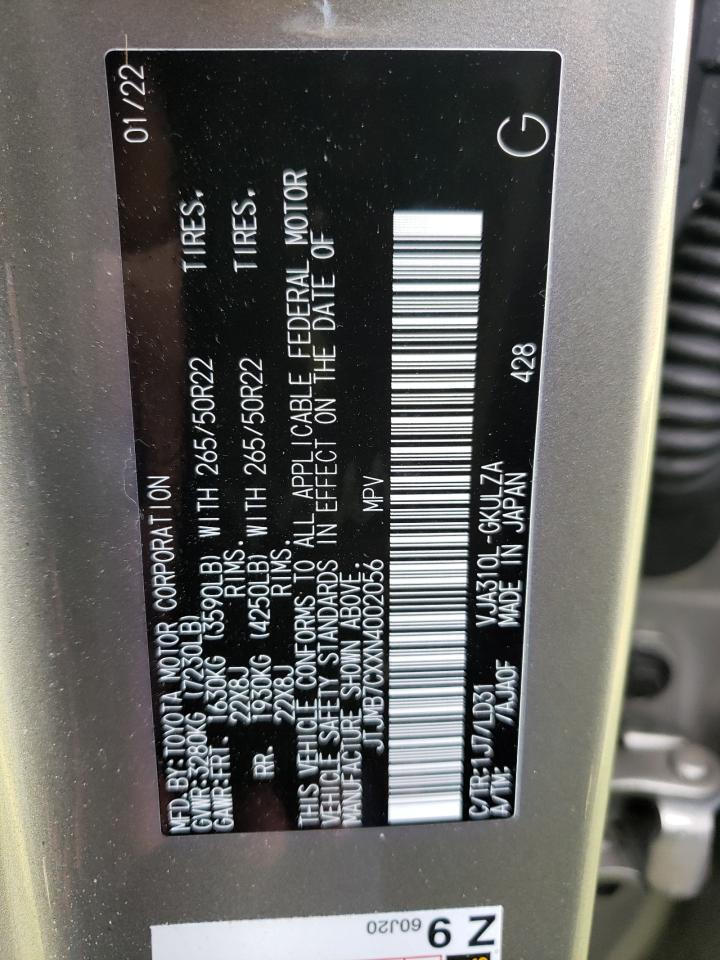 MFD.BY:TOYOTA MOTOR CORPORATION 01/22
GVWR:3280KG (7230LB)
GAWR:FRT 1630KG (3590LB) WITH 265/50R22 TIRES.
22X8J RIMS.
RR. 1930KG (4250LB) WITH 265/50R22 TIRES.
22X8J RIMS.
THIS VEHICLE CONFORMS TO ALL APPLICABLE FEDERAL MOTOR
VEHICLE SAFETY STANDARDS IN EFFECT ON THE DATE OF
MANUFACTURE SHOWN ABOVE.
JTJMB7CXXN4002056 MPV
C/TR:1J7/LD31 VJA310L-GKULZA 428 G
A/TM: /AJA0F MADE IN JAPAN
60J20
Z 9